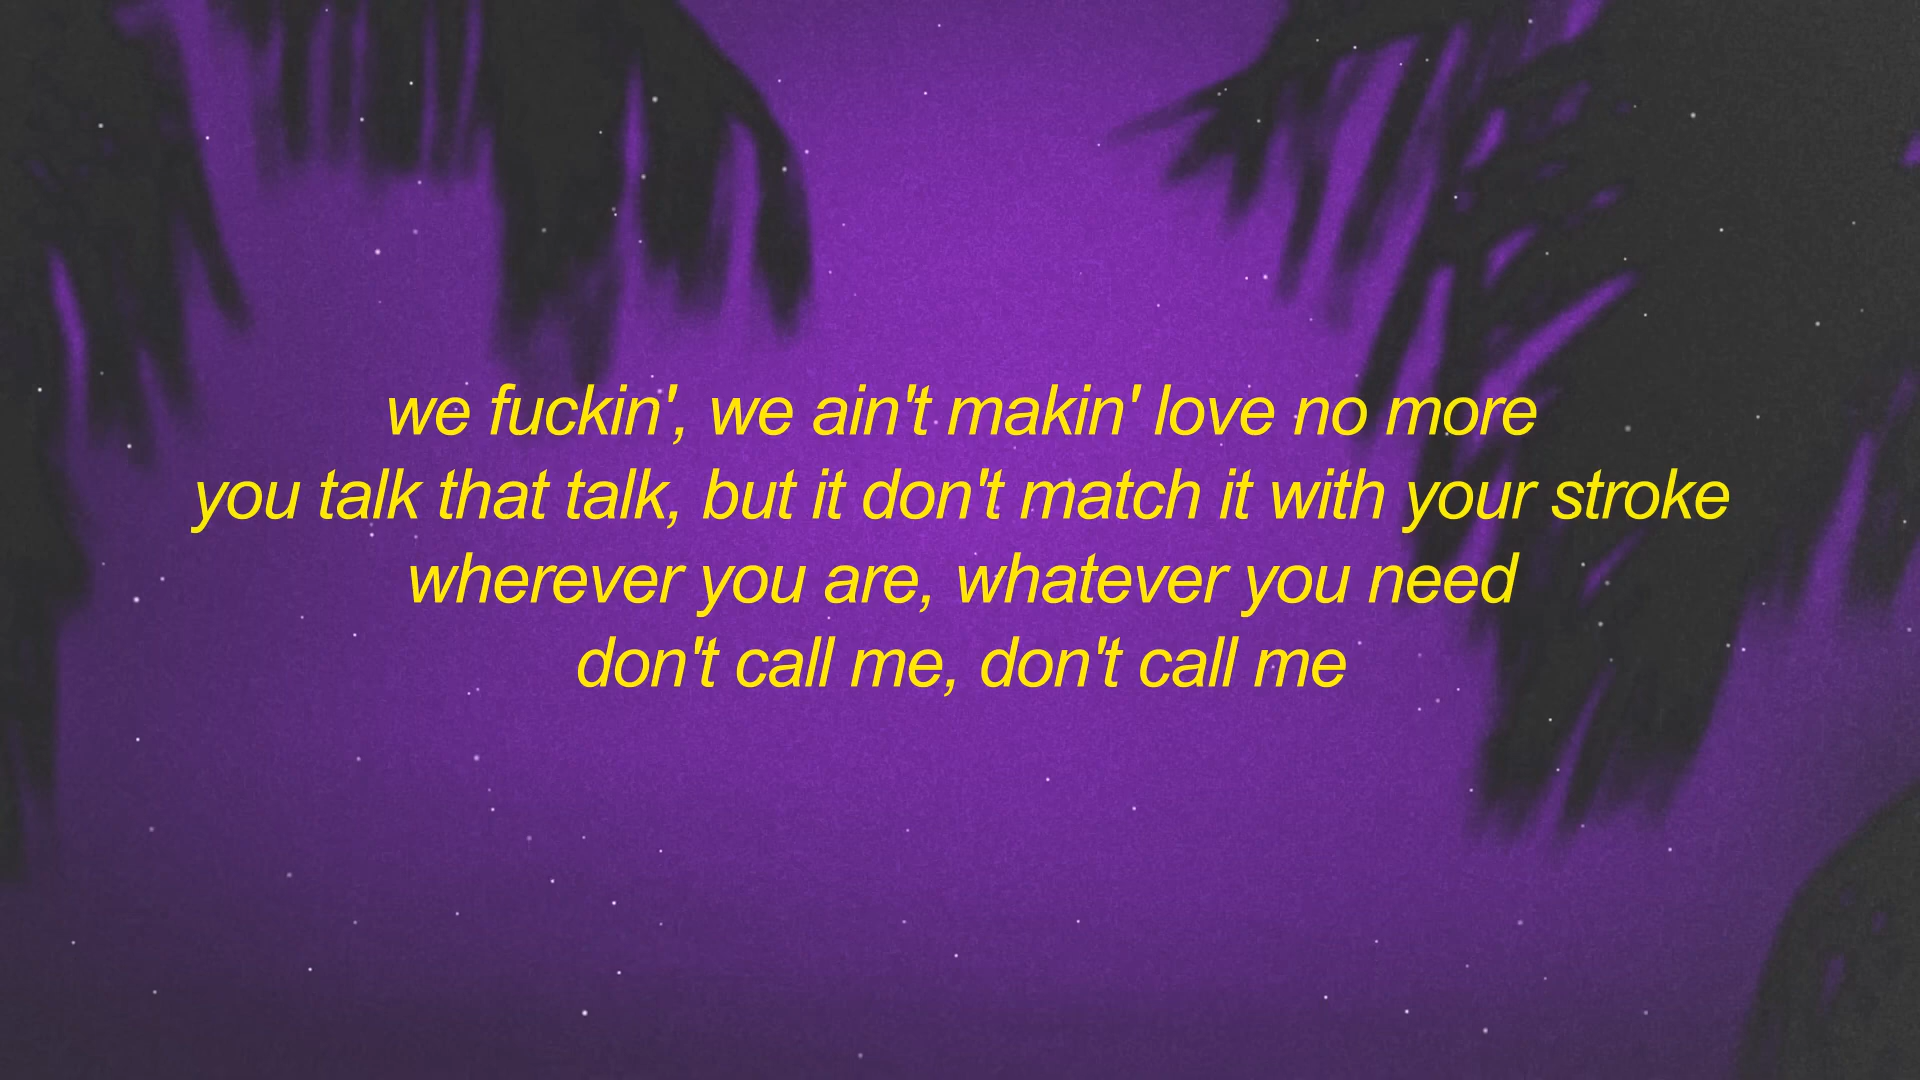 we fuckin', we ain't makin' love no more
you talk that talk, but it don't match it with your stroke
wherever you are, whatever you need
don't call me, don't call me